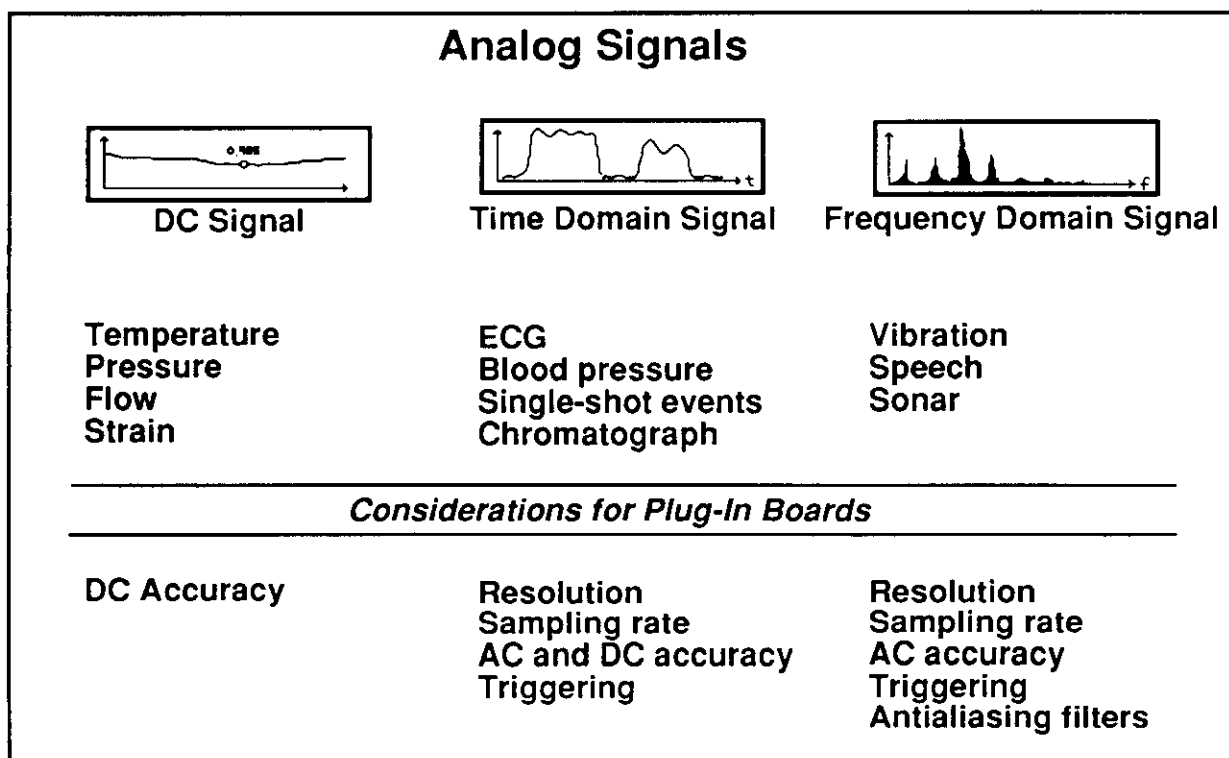 Analog Signals
t
f
DC Signal
Time Domain Signal
Frequency Domain Signal
Temperature
Pressure
Flow
Strain
ECG
Blood pressure
Single-shot events
Chromatograph
Vibration
Speech
Sonar
Considerations for Plug-In Boards
DC Accuracy
Resolution
Sampling rate
AC and DC accuracy
Triggering
Resolution
Sampling rate
AC accuracy
Triggering
Antialiasing filters